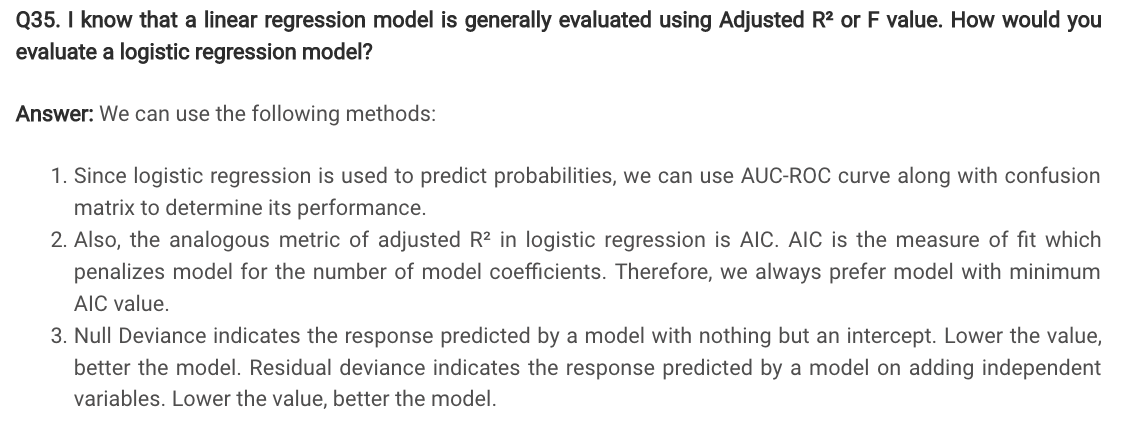 Q35. I know that a linear regression model is generally evaluated using Adjusted R² or F value. How would you
evaluate a logistic regression model?
Answer: We can use the following methods:
1. Since logistic regression is used to predict probabilities, we can use AUC-ROC curve along with confusion
matrix to determine its performance.
2. Also, the analogous metric of adjusted R² in logistic regression is AIC. AIC is the measure of fit which
penalizes model for the number of model coefficients. Therefore, we always prefer model with minimum
AIC value.
3. Null Deviance indicates the response predicted by a model with nothing but an intercept. Lower the value,
better the model. Residual deviance indicates the response predicted by a model on adding independent
variables. Lower the value, better the model.